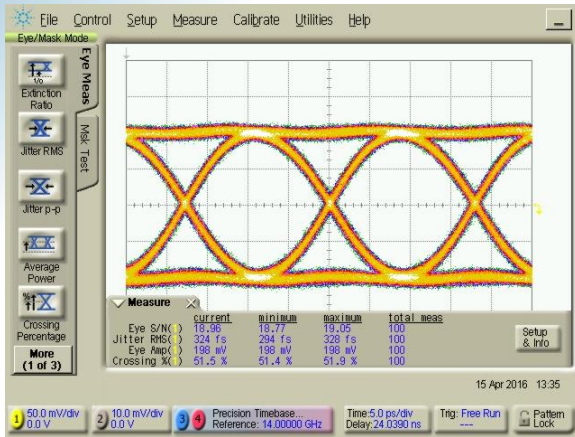 File Control Setup Measure Calibrate Utilities Help
Eye/Mask Mode
Eye Meas
Msk Test
Extinction
Ratio
Jitter RMS
Jitter p-p
Average
Power
Crossing
Percentage
More
(1 of 3)
Measure
current minimum maximum total meas
Eye S/N(1) 18.96 18.77 19.05 100
Jitter RMS(1) 324 fs 294 fs 328 fs 100
Eye Amp(1) 198 mV 198 mV 198 mV 100
Crossing %(1) 51.5 % 51.4 % 51.9 % 100
Setup
& Info
15 Apr 2016 13:35
1) 50.0 mV/div
0.0 V
2) 10.0 mV/div
0.0 V
3) 4) Precision Timebase...
Reference: 14.00000 GHz
Time:5.0 ps/div
Delay:24.0390 ns
Trig: Free Run
---
Pattern
Lock